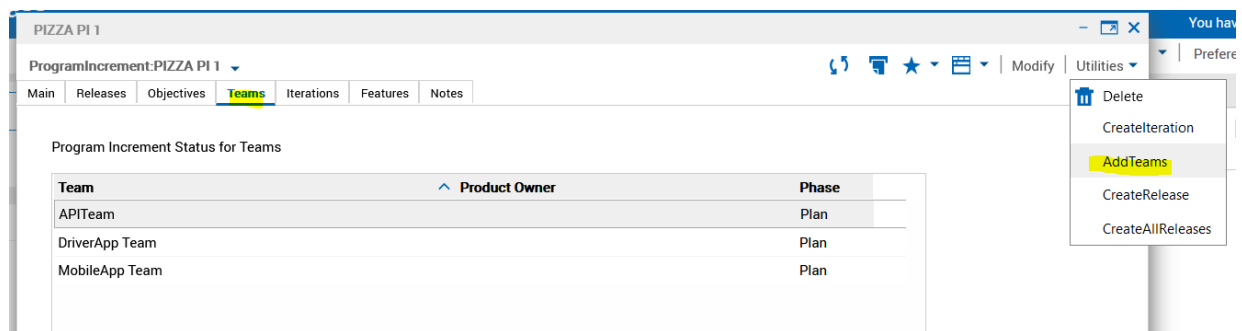 PIZZA PI 1
You hav
ProgramIncrement:PIZZA PI 1
Modify
Utilities
Prefere
Main Releases Objectives Teams Iterations Features Notes
Delete
CreateIteration
AddTeams
CreateRelease
CreateAllReleases
Program Increment Status for Teams
Team Product Owner Phase
APITeam Plan
DriverApp Team Plan
MobileApp Team Plan